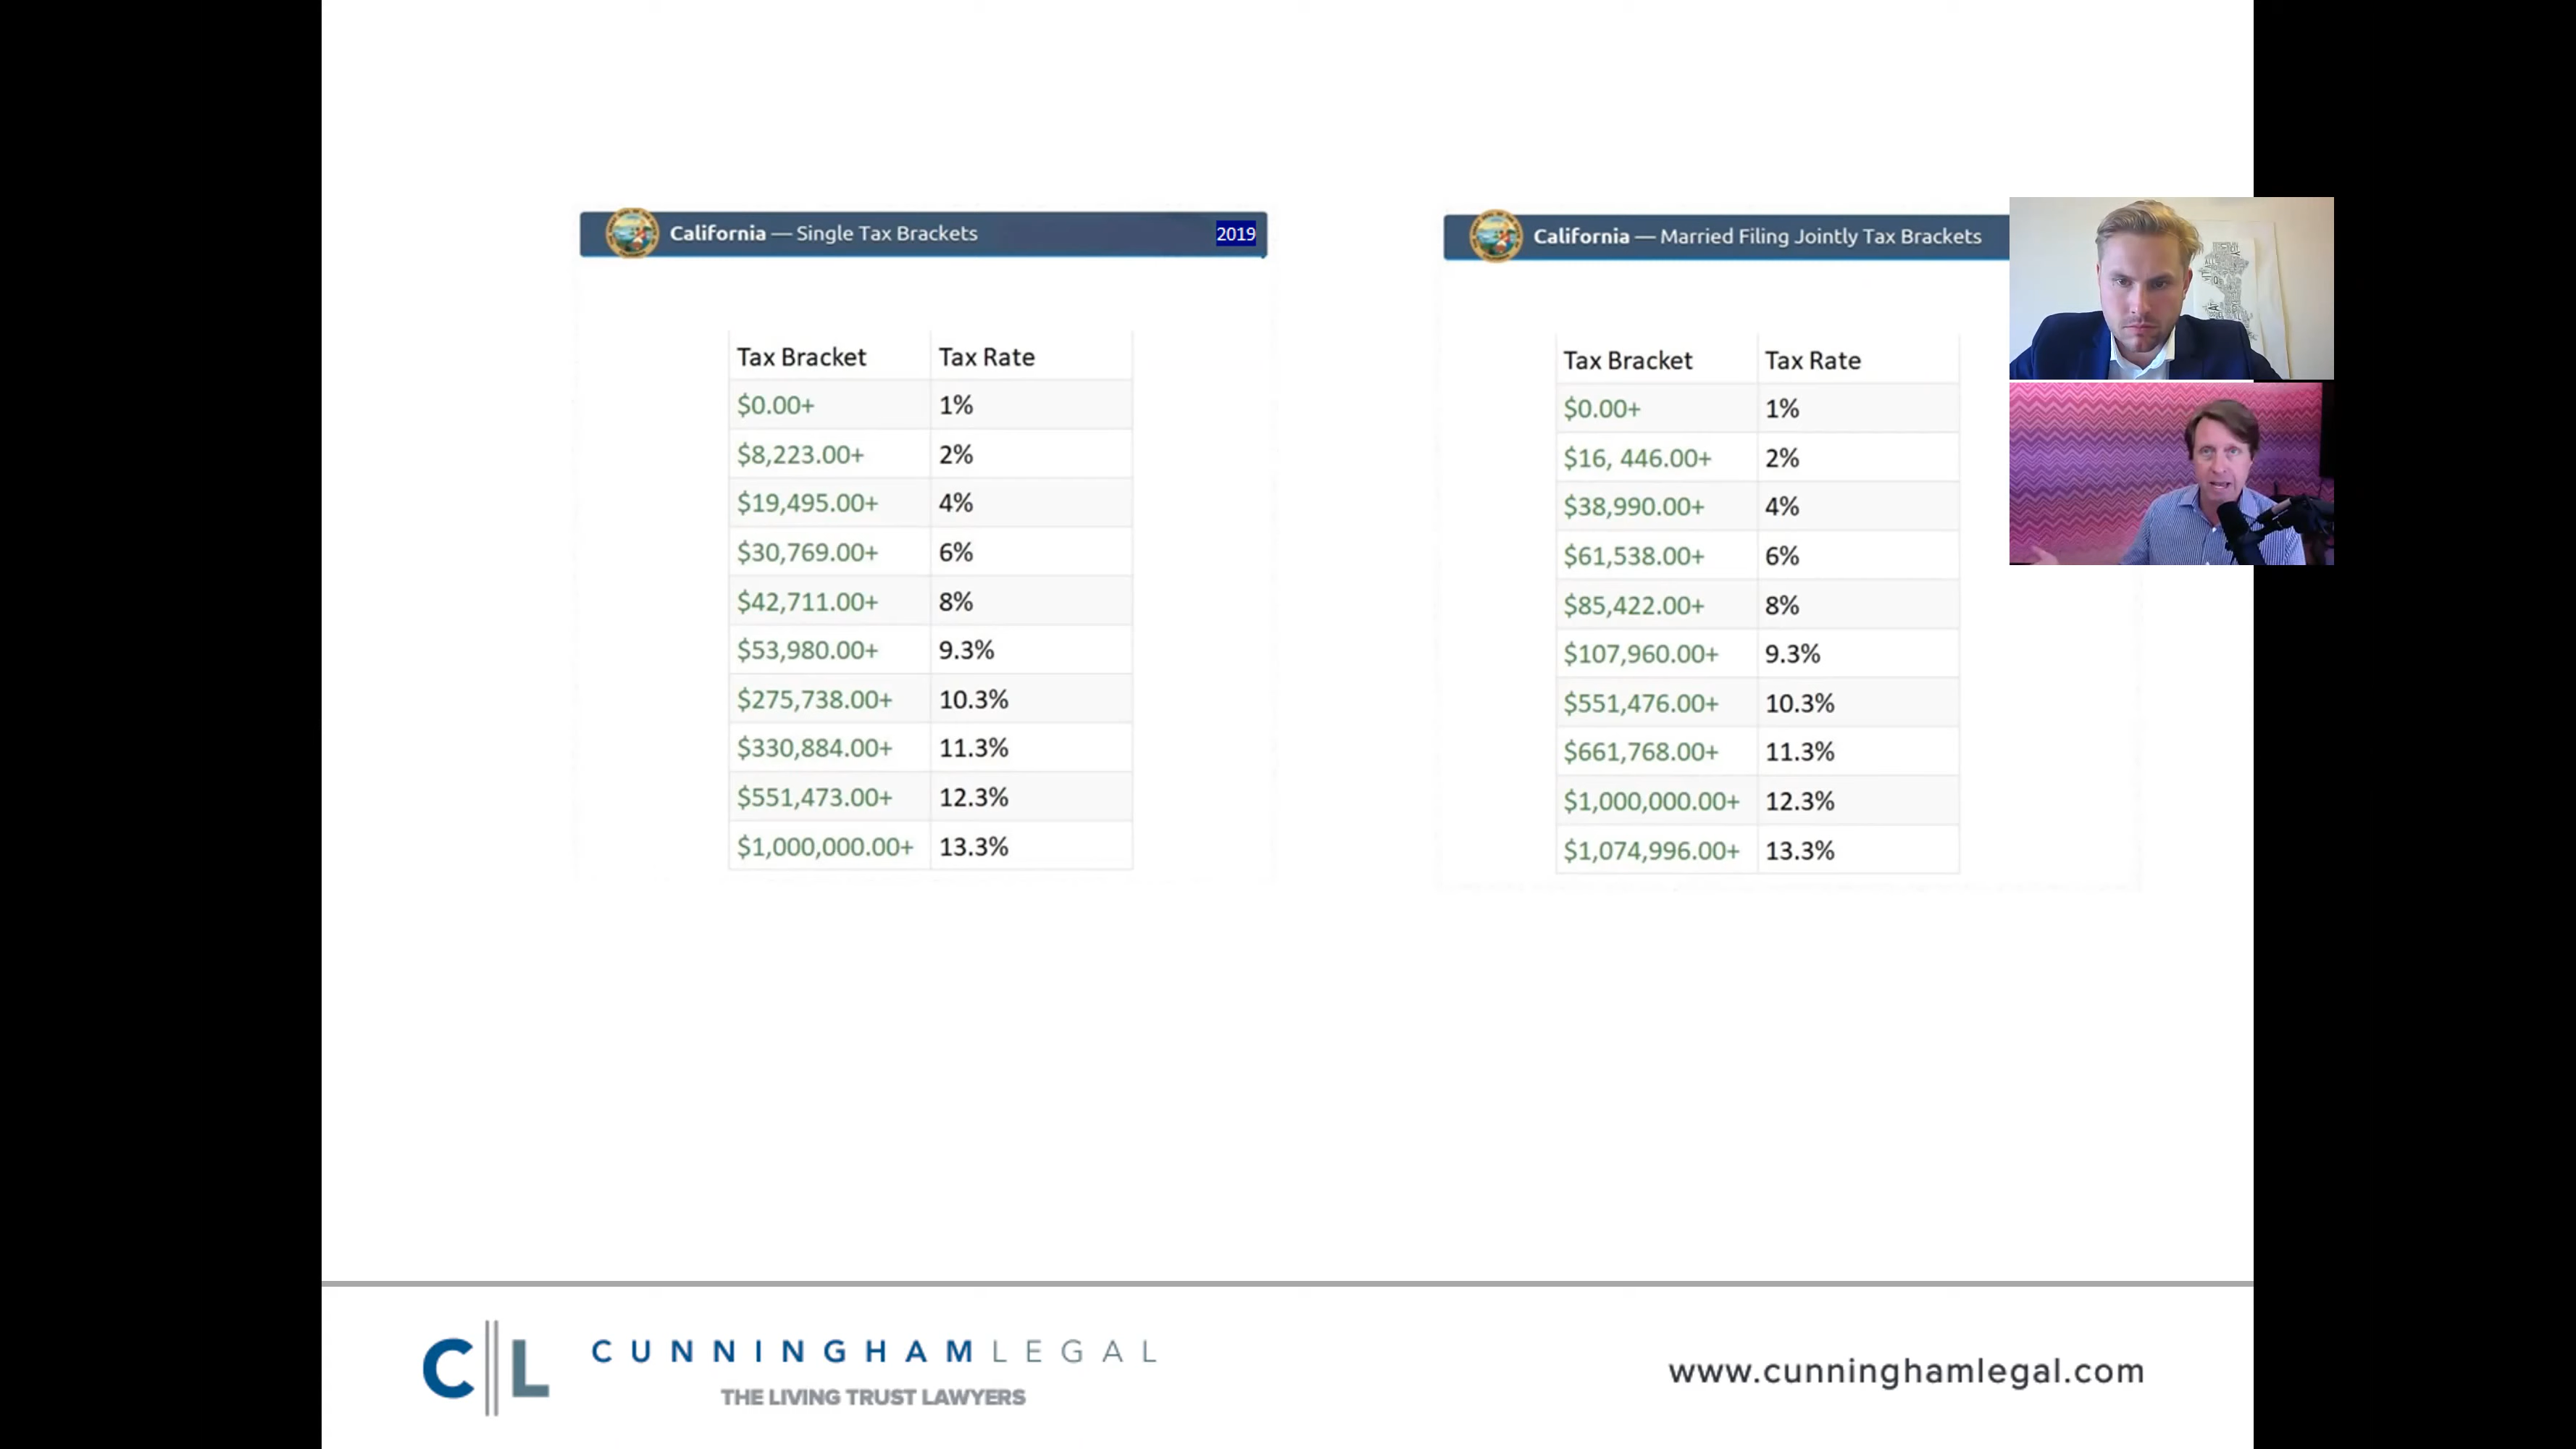 California — Single Tax Brackets 2019
Tax Bracket Tax Rate
$0.00+ 1%
$8,223.00+ 2%
$19,495.00+ 4%
$30,769.00+ 6%
$42,711.00+ 8%
$53,980.00+ 9.3%
$275,738.00+ 10.3%
$330,884.00+ 11.3%
$551,473.00+ 12.3%
$1,000,000.00+ 13.3%
California — Married Filing Jointly Tax Brackets
Tax Bracket Tax Rate
$0.00+ 1%
$16, 446.00+ 2%
$38,990.00+ 4%
$61,538.00+ 6%
$85,422.00+ 8%
$107,960.00+ 9.3%
$551,476.00+ 10.3%
$661,768.00+ 11.3%
$1,000,000.00+ 12.3%
$1,074,996.00+ 13.3%
CL
CUNNINGHAMLEGAL
THE LIVING TRUST LAWYERS
www.cunninghamlegal.com